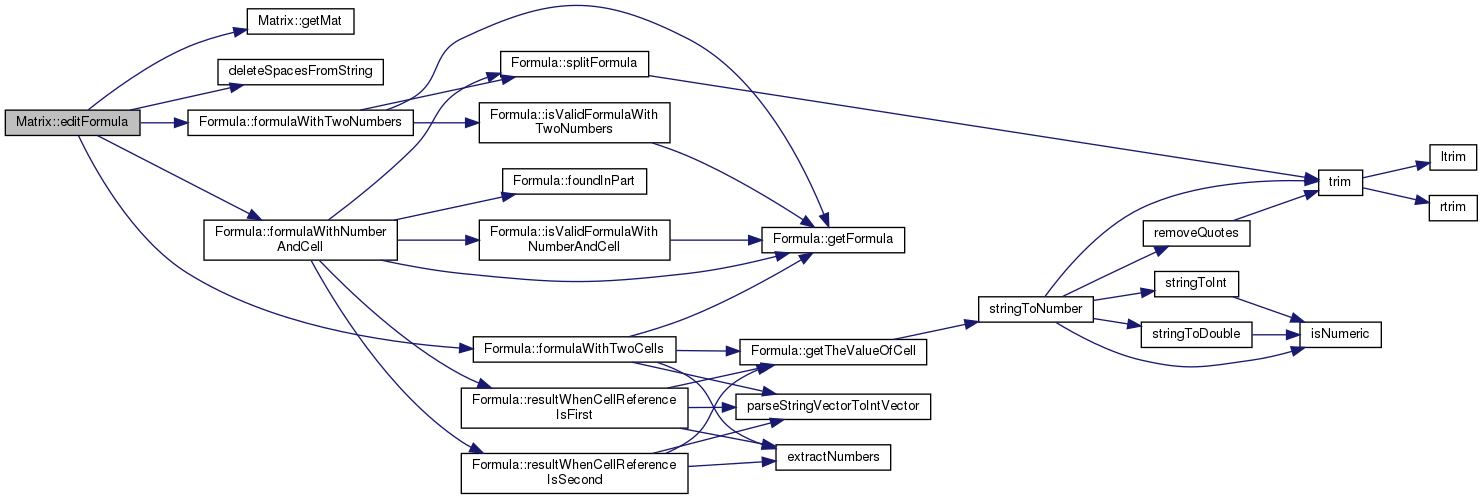 Matrix::editFormula
Matrix::getMat
deleteSpacesFromString
Formula::formulaWithTwoNumbers
Formula::formulaWithNumber
AndCell
Formula::splitFormula
Formula::isValidFormulaWith
TwoNumbers
Formula::foundInPart
Formula::isValidFormulaWith
NumberAndCell
Formula::formulaWithTwoCells
Formula::resultWhenCellReference
IsFirst
Formula::resultWhenCellReference
IsSecond
Formula::getFormula
Formula::getTheValueOfCell
parseStringVectorToIntVector
extractNumbers
stringToNumber
removeQuotes
stringToInt
stringToDouble
trim
isNumeric
ltrim
rtrim